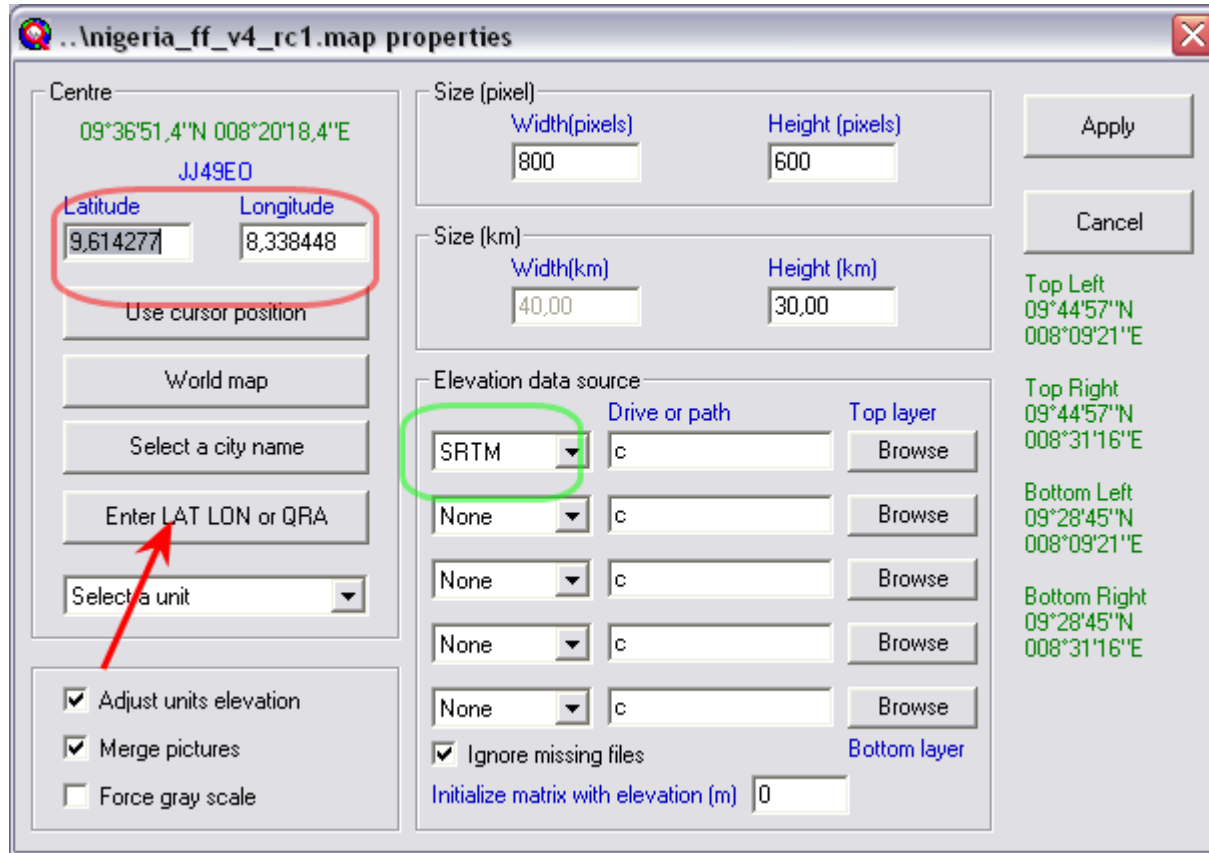 ..\nigeria_ff_v4_rc1.map properties
Centre
09°36'51,4''N 008°20'18,4''E
JJ49EO
Latitude Longitude
9,614277 8,338448
Use cursor position
World map
Select a city name
Enter LAT LON or QRA
Select a unit
Adjust units elevation
Merge pictures
Force gray scale
Size (pixel)
Width(pixels) Height (pixels)
800 600
Size (km)
Width(km) Height (km)
40,00 30,00
Elevation data source
Drive or path Top layer
SRTM c Browse
None c Browse
None c Browse
None c Browse
None c Browse
Ignore missing files Bottom layer
Initialize matrix with elevation (m) 0
Apply
Cancel
Top Left
09°44'57''N
008°09'21''E
Top Right
09°44'57''N
008°31'16''E
Bottom Left
09°28'45''N
008°09'21''E
Bottom Right
09°28'45''N
008°31'16''E